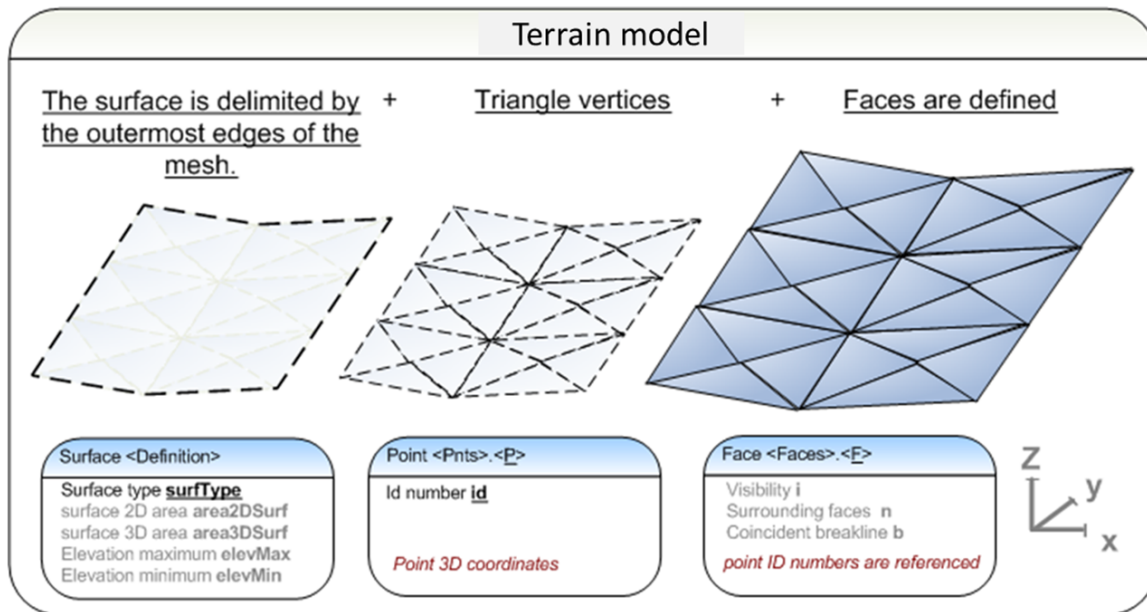 Terrain model
The surface is delimited by
the outermost edges of the
mesh.
+
Triangle vertices
+
Faces are defined
Surface <Definition>
Surface type surfType
surface 2D area area2DSurf
surface 3D area area3DSurf
Elevation maximum elevMax
Elevation minimum elevMin
Point <Pnts>.<P>
Id number id
Point 3D coordinates
Face <Faces>.<F>
Visibility i
Surrounding faces n
Coincident breakline b
point ID numbers are referenced
Z
y
x